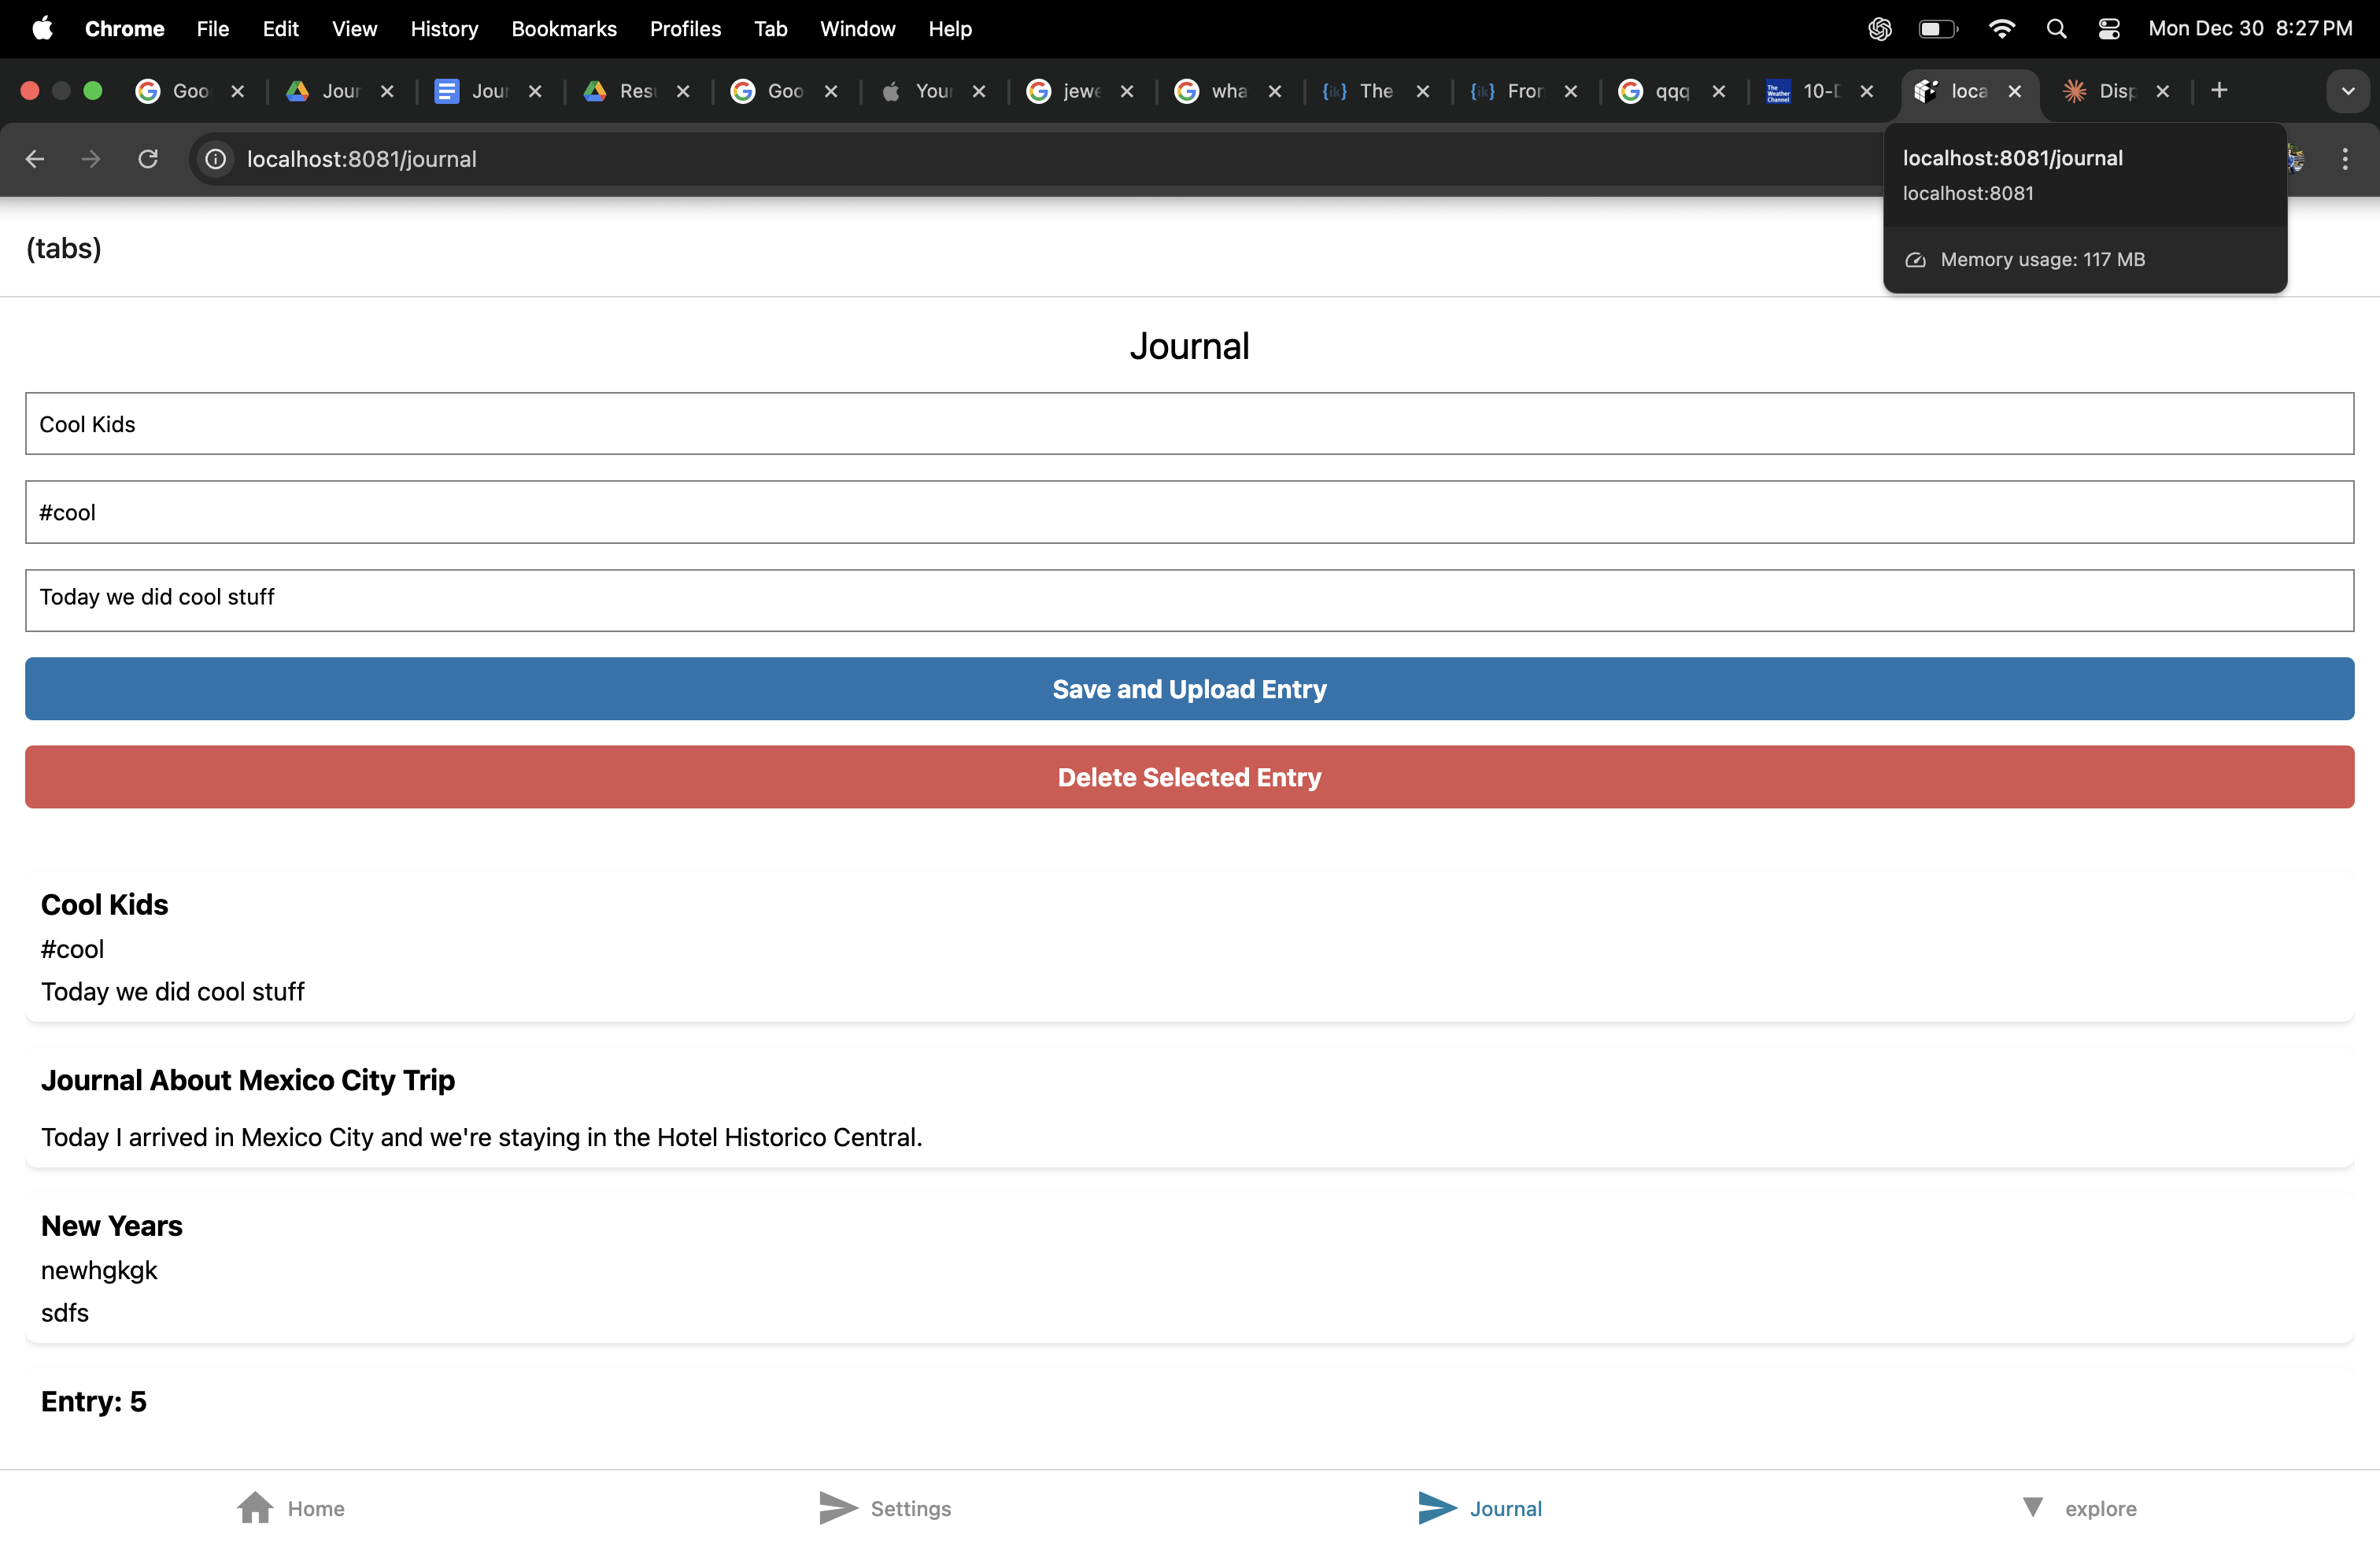 Chrome File Edit View History Bookmarks Profiles Tab Window Help Mon Dec 30 8:27 PM
Goo Jour Jour Res Goo Your jewe wha The Fron qqq 10-D loca Disp
localhost:8081/journal
localhost:8081/journal
localhost:8081
Memory usage: 117 MB
(tabs)
Journal
Cool Kids
#cool
Today we did cool stuff
Save and Upload Entry
Delete Selected Entry
Cool Kids
#cool
Today we did cool stuff
Journal About Mexico City Trip
Today I arrived in Mexico City and we're staying in the Hotel Historico Central.
New Years
newhgkgk
sdfs
Entry: 5
Home Settings Journal explore